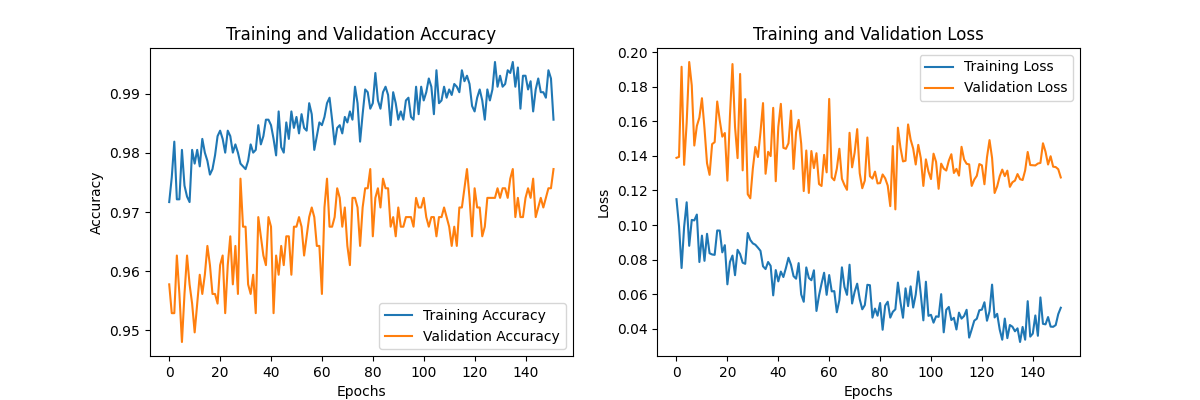 Training and Validation Accuracy
Accuracy
0.99
0.98
0.97
0.96
0.95
0 20 40 60 80 100 120 140
Epochs
Training Accuracy
Validation Accuracy
Training and Validation Loss
Loss
0.20
0.18
0.16
0.14
0.12
0.10
0.08
0.06
0.04
0 20 40 60 80 100 120 140
Epochs
Training Loss
Validation Loss